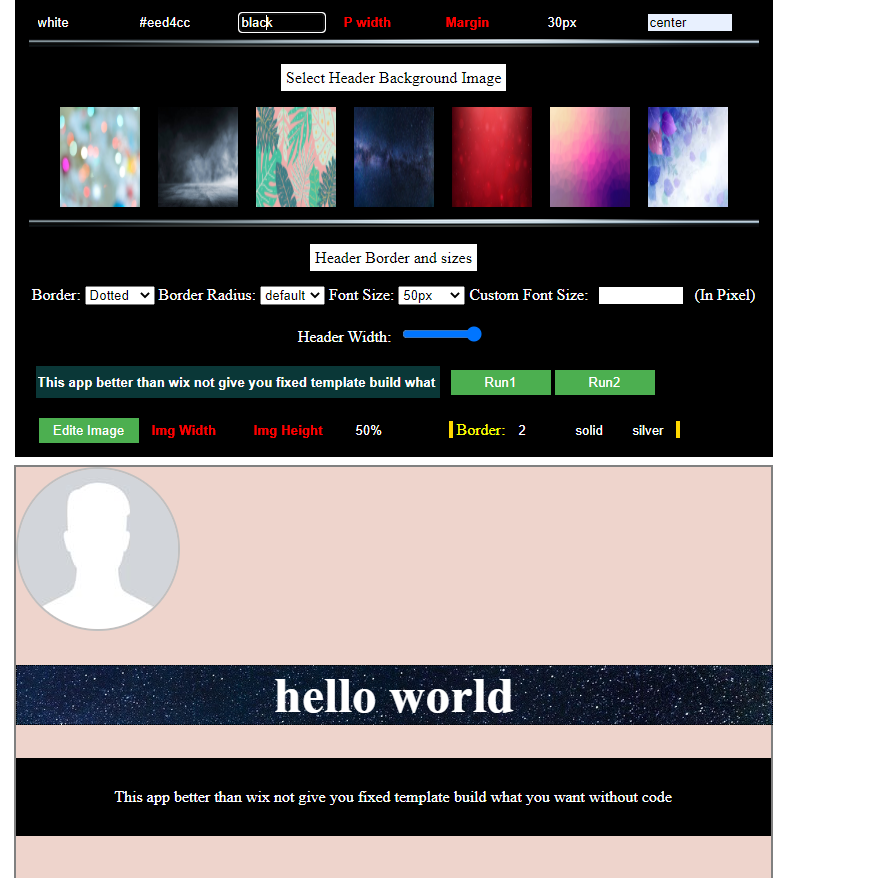 white #eed4cc black P width Margin 30px center
Select Header Background Image
Header Border and sizes
Border: Dotted Border Radius: default Font Size: 50px Custom Font Size: (In Pixel)
Header Width:
This app better than wix not give you fixed template build what Run1 Run2
Edite Image Img Width Img Height 50% Border: 2 solid silver
hello world
This app better than wix not give you fixed template build what you want without code